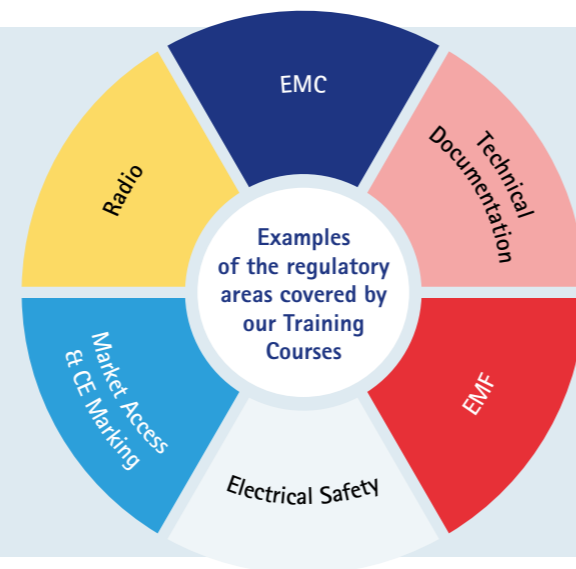 EMC
Technical
Documentation
EMF
Electrical Safety
Market Access
& CE Marking
Radio
Examples
of the regulatory
areas covered by
our Training
Courses